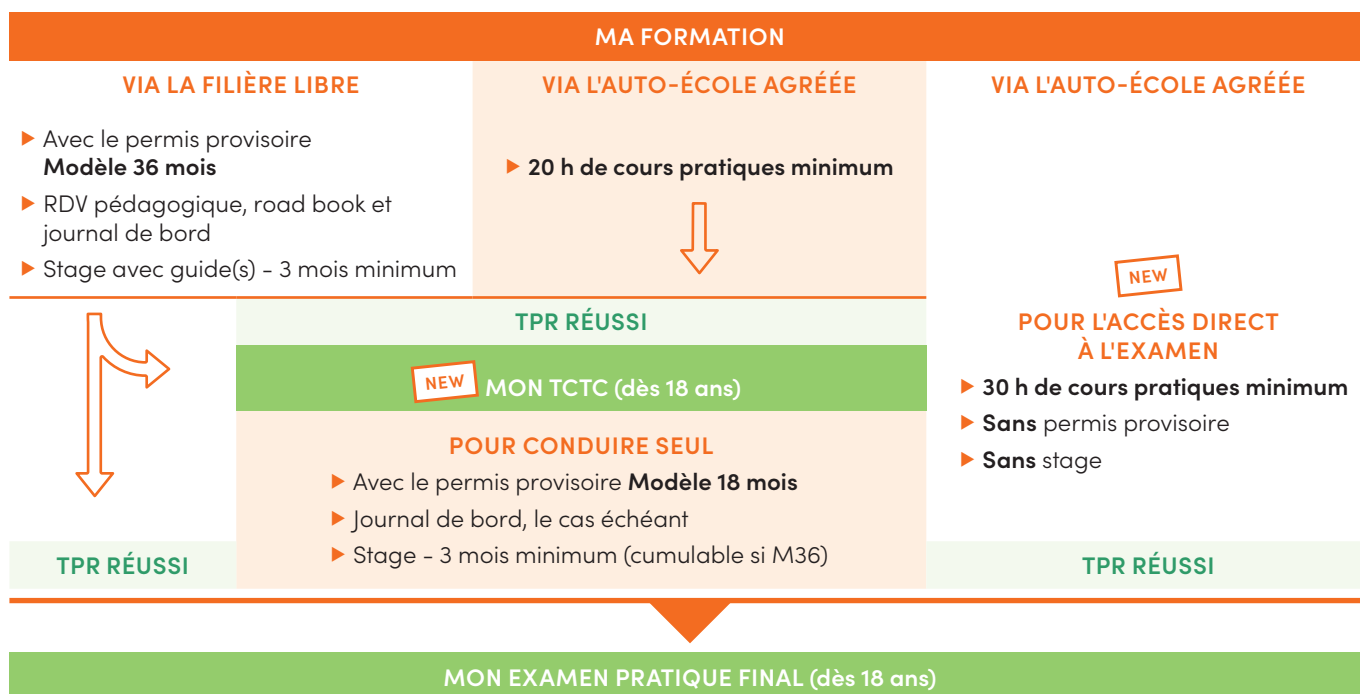 MA FORMATION
VIA LA FILIÈRE LIBRE
▶ Avec le permis provisoire
Modèle 36 mois
▶ RDV pédagogique, road book et
journal de bord
▶ Stage avec guide(s) - 3 mois minimum
VIA L'AUTO-ÉCOLE AGRÉÉE
▶ 20 h de cours pratiques minimum
VIA L'AUTO-ÉCOLE AGRÉÉE
NEW
POUR L'ACCÈS DIRECT
À L'EXAMEN
▶ 30 h de cours pratiques minimum
▶ Sans permis provisoire
▶ Sans stage
TPR RÉUSSI
NEW MON TCTC (dès 18 ans)
POUR CONDUIRE SEUL
▶ Avec le permis provisoire Modèle 18 mois
▶ Journal de bord, le cas échéant
▶ Stage - 3 mois minimum (cumulable si M36)
TPR RÉUSSI
TPR RÉUSSI
MON EXAMEN PRATIQUE FINAL (dès 18 ans)